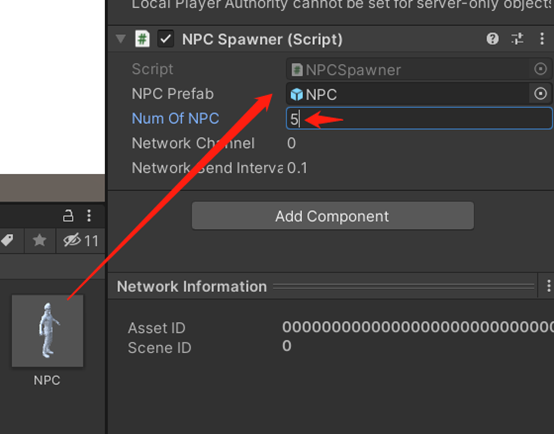 Local Player Authority cannot be set for server-only object
NPC Spawner (Script)
Script NPCSpawner
NPC Prefab NPC
Num Of NPC 5
Network Channel 0
Network Send Interva 0.1
11
Add Component
Network Information
NPC
Asset ID 00000000000000000000000000
Scene ID 0